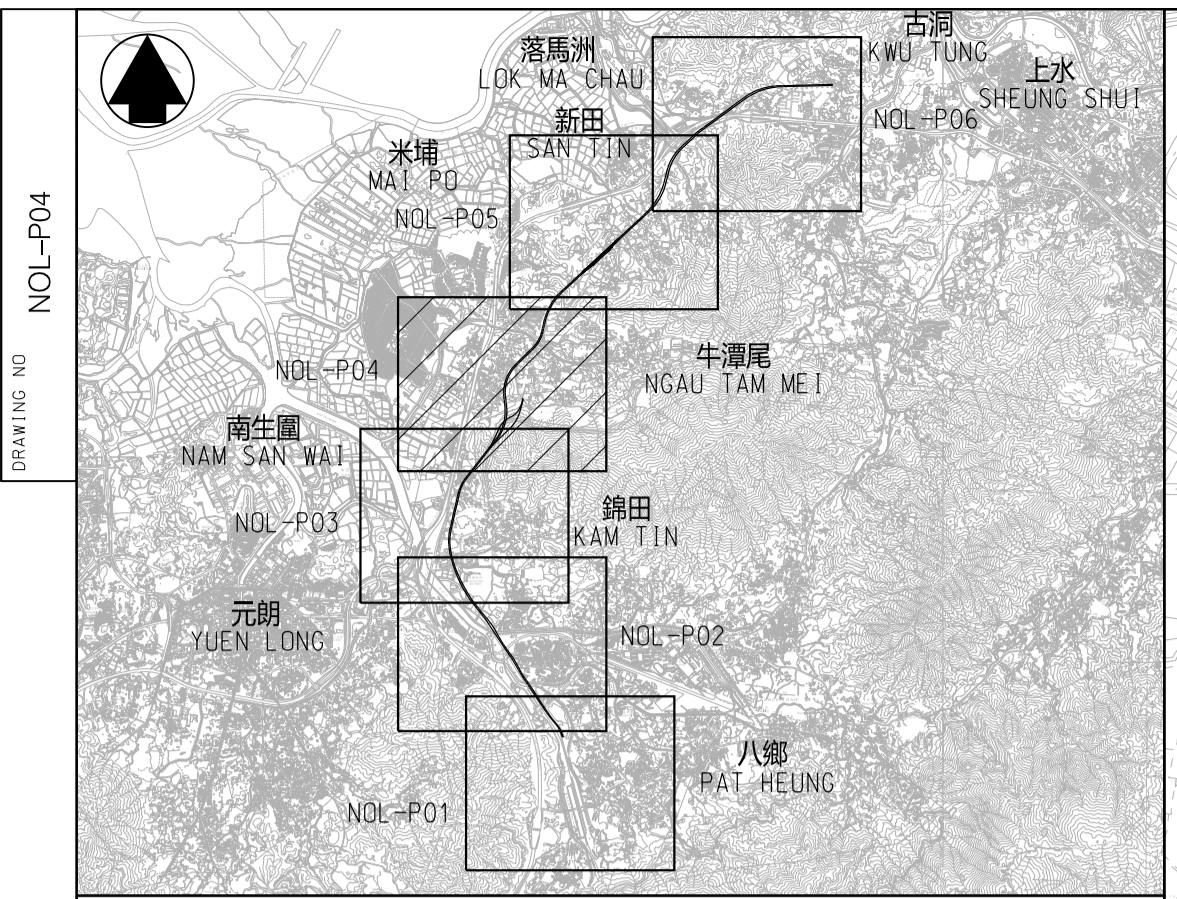 DRAWING NO
NOL-P04
古洞
KWU TUNG
落馬洲
LOK MA CHAU
上水
SHEUNG SHUI
新田
SAN TIN
NOL-P06
米埔
MAI PO
NOL-P05
牛潭尾
NGAU TAM MEI
NOL-P04
南生圍
NAM SAN WAI
錦田
KAM TIN
NOL-P03
元朗
YUEN LONG
NOL-P02
八鄉
PAT HEUNG
NOL-P01